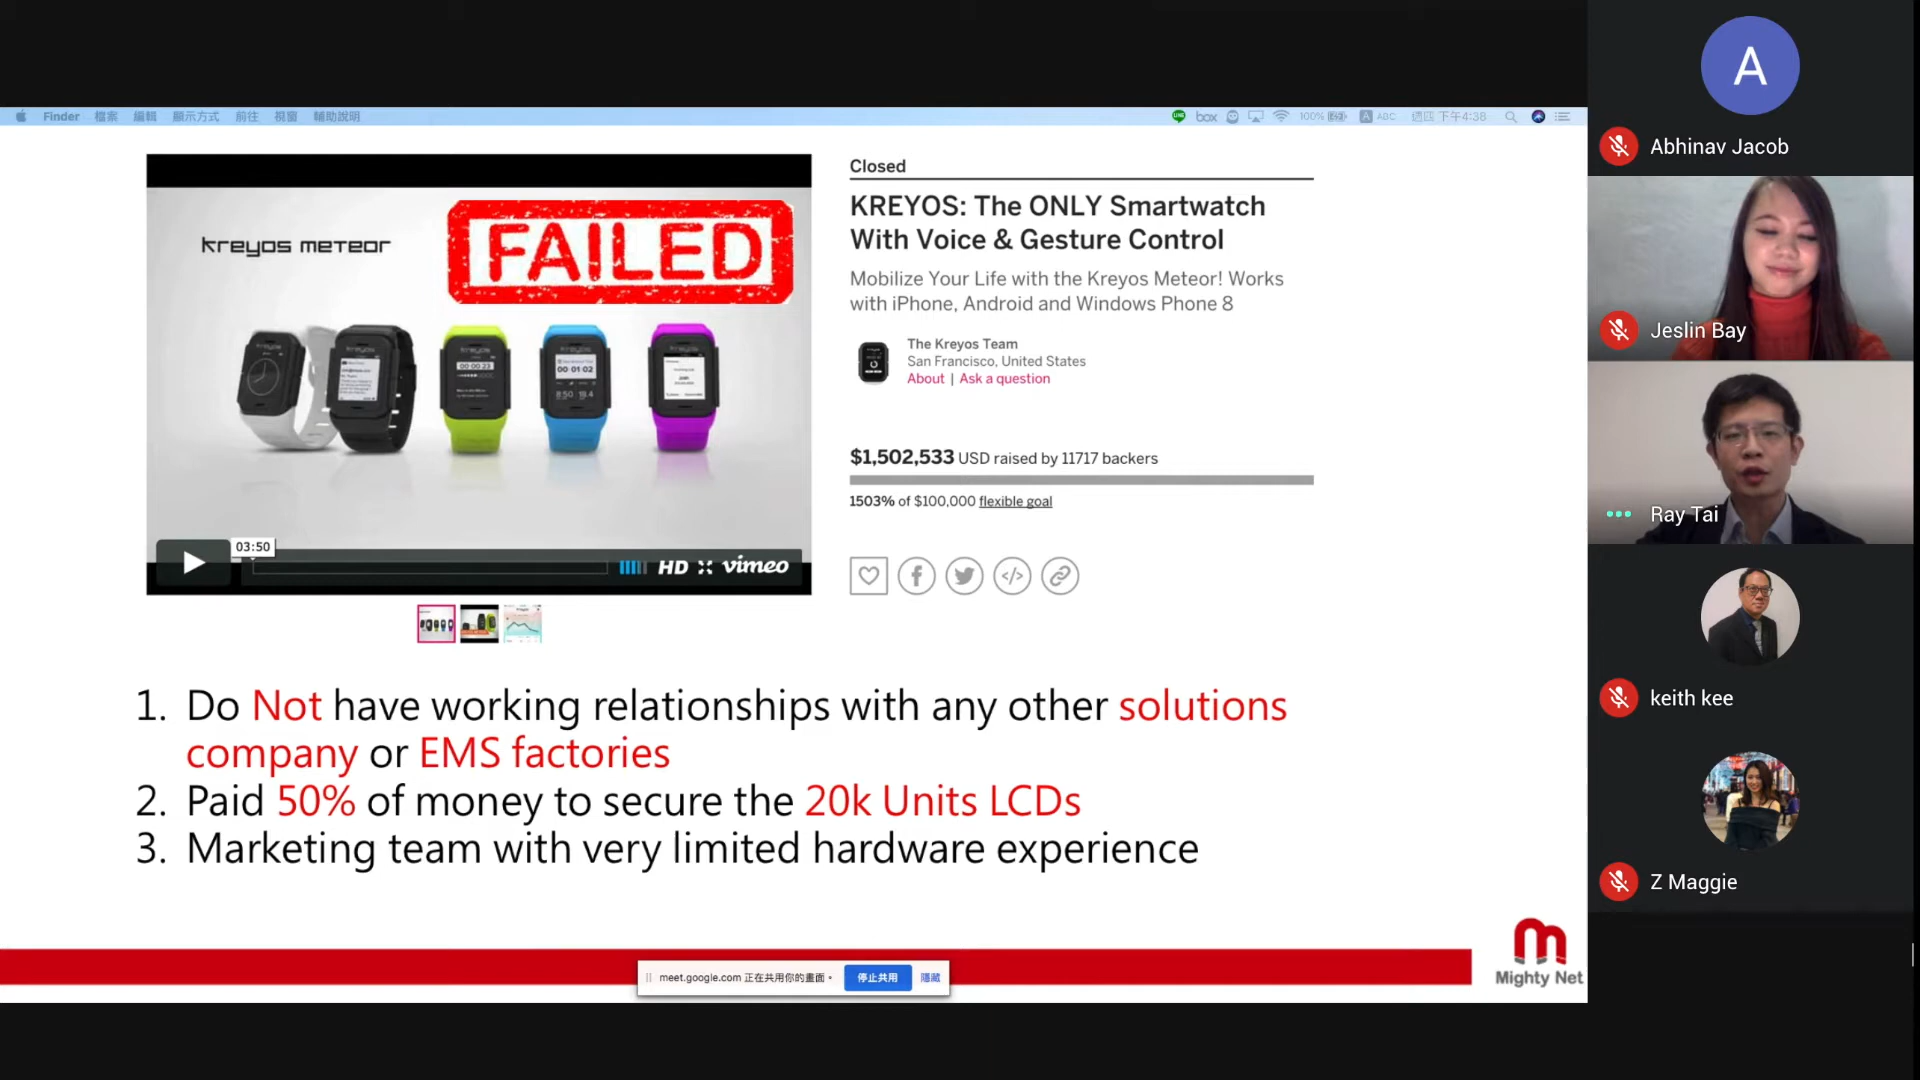 Finder 檔案 編輯 顯示方式 前往 視窗 輔助說明
box 100% A ABC 週四 下午4:38
kreyos meteor
FAILED
03:50
HD vimeo
Closed
KREYOS: The ONLY Smartwatch
With Voice & Gesture Control
Mobilize Your Life with the Kreyos Meteor! Works
with iPhone, Android and Windows Phone 8
The Kreyos Team
San Francisco, United States
About | Ask a question
$1,502,533 USD raised by 11717 backers
1503% of $100,000 flexible goal
1. Do Not have working relationships with any other solutions
company or EMS factories
2. Paid 50% of money to secure the 20k Units LCDs
3. Marketing team with very limited hardware experience
meet.google.com 正在共用你的畫面。 停止共用 隱藏
Mighty Net
A
Abhinav Jacob
Jeslin Bay
Ray Tai
keith kee
Z Maggie